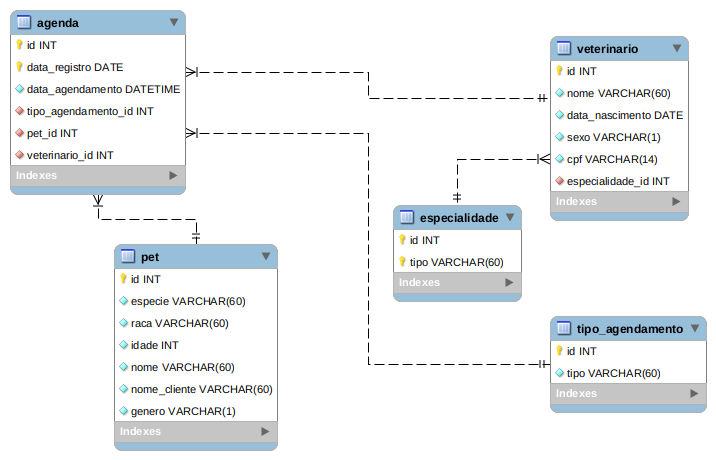 agenda
id INT
data_registro DATE
data_agendamento DATETIME
tipo_agendamento_id INT
pet_id INT
veterinario_id INT
Indexes
veterinario
id INT
nome VARCHAR(60)
data_nascimento DATE
sexo VARCHAR(1)
cpf VARCHAR(14)
especialidade_id INT
Indexes
especialidade
id INT
tipo VARCHAR(60)
Indexes
pet
id INT
especie VARCHAR(60)
raca VARCHAR(60)
idade INT
nome VARCHAR(60)
nome_cliente VARCHAR(60)
genero VARCHAR(1)
Indexes
tipo_agendamento
id INT
tipo VARCHAR(60)
Indexes